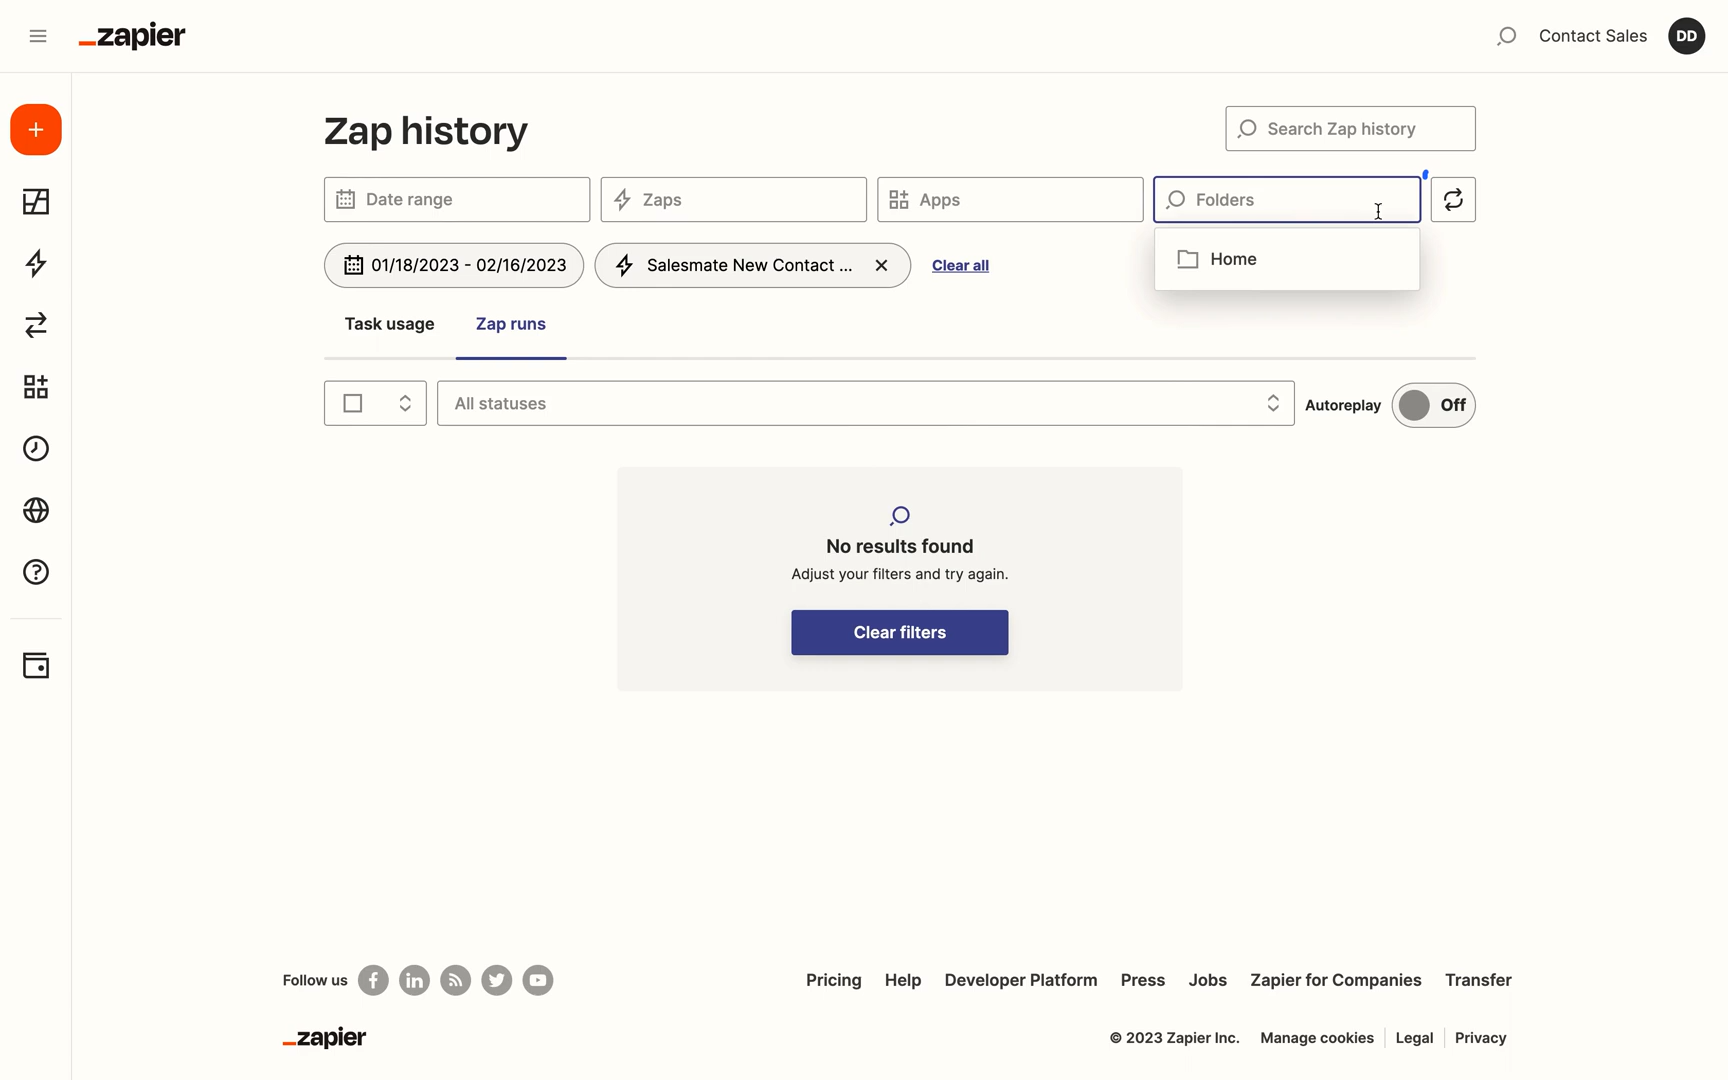 zapier
Contact Sales
DD
+
Zap history
Search Zap history
Date range
Zaps
Apps
Folders
Home
01/18/2023 - 02/16/2023
Salesmate New Contact ...
Clear all
Task usage
Zap runs
All statuses
Autoreplay
Off
No results found
Adjust your filters and try again.
Clear filters
Follow us
Pricing
Help
Developer Platform
Press
Jobs
Zapier for Companies
Transfer
zapier
© 2023 Zapier Inc.
Manage cookies
Legal
Privacy